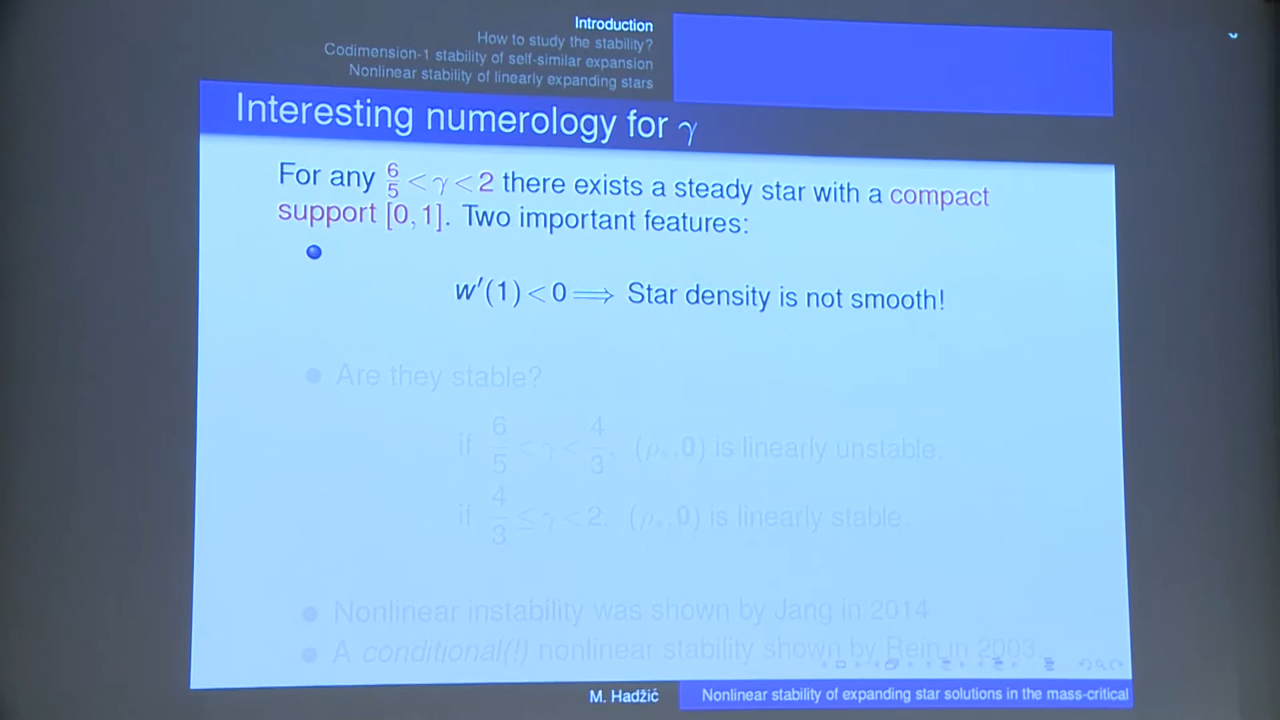 Introduction
How to study the stability?
Codimension-1 stability of self-similar expansion
Nonlinear stability of linearly expanding stars
Interesting numerology for γ
For any 6/5 < γ < 2 there exists a steady star with a compact
support [0, 1]. Two important features:
w′(1) < 0 ⟹ Star density is not smooth!
Are they stable?
if 6/5 < γ < 4/3, (ρ*, 0) is linearly unstable,
if 4/3 ≤ γ < 2, (ρ*, 0) is linearly stable.
Nonlinear instability was shown by Jang in 2014
A conditional(!) nonlinear stability shown by Rein in 2003.
M. Hadžić
Nonlinear stability of expanding star solutions in the mass-critical